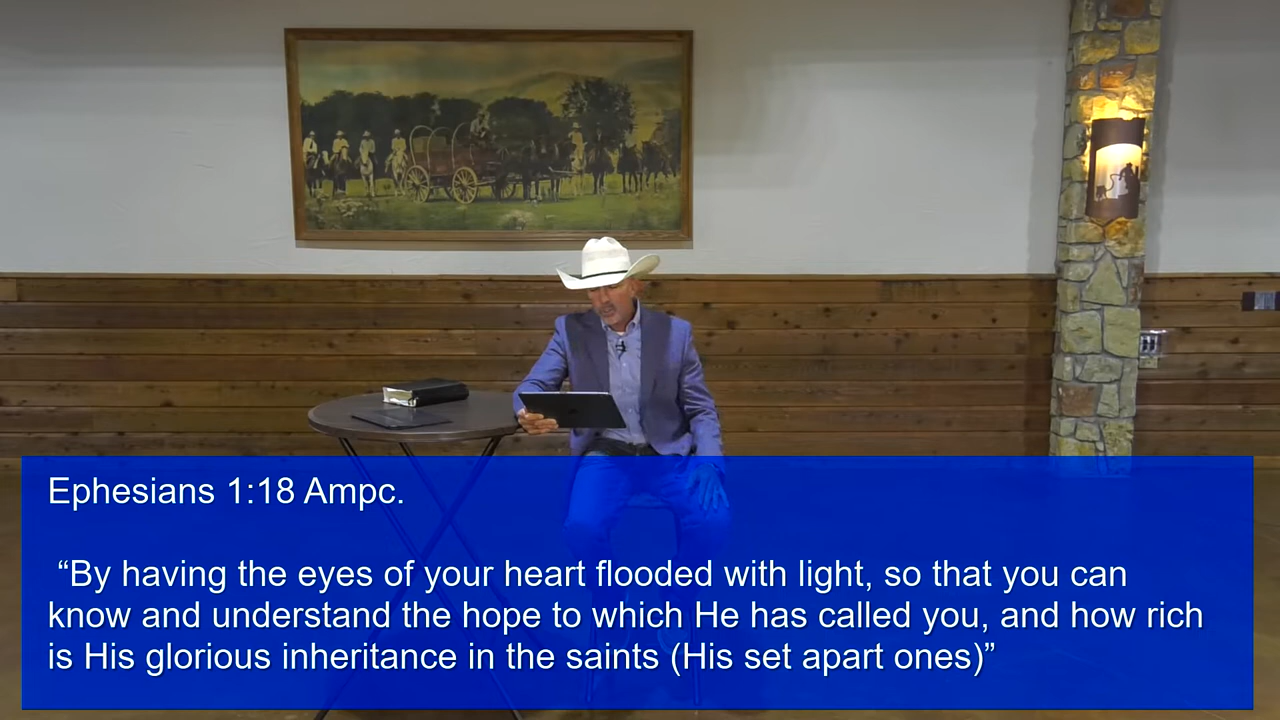 Ephesians 1:18 Ampc.
“By having the eyes of your heart flooded with light, so that you can
know and understand the hope to which He has called you, and how rich
is His glorious inheritance in the saints (His set apart ones)”